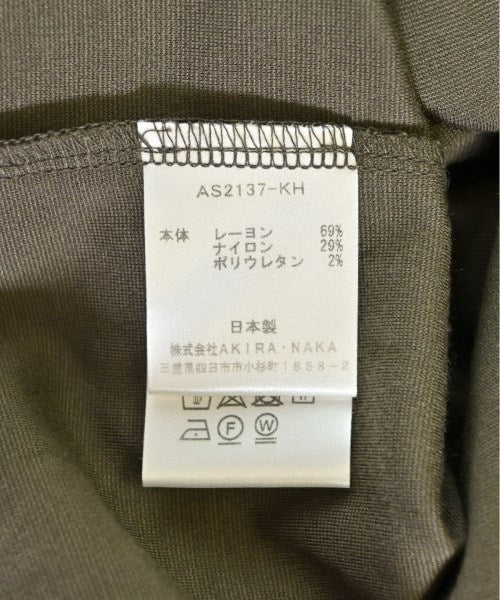 AS2137-KH
本体 レーヨン 69%
ナイロン 29%
ポリウレタン 2%
日本製
株式会社AKIRA・NAKA
三重県四日市市小杉町1858-2
F W